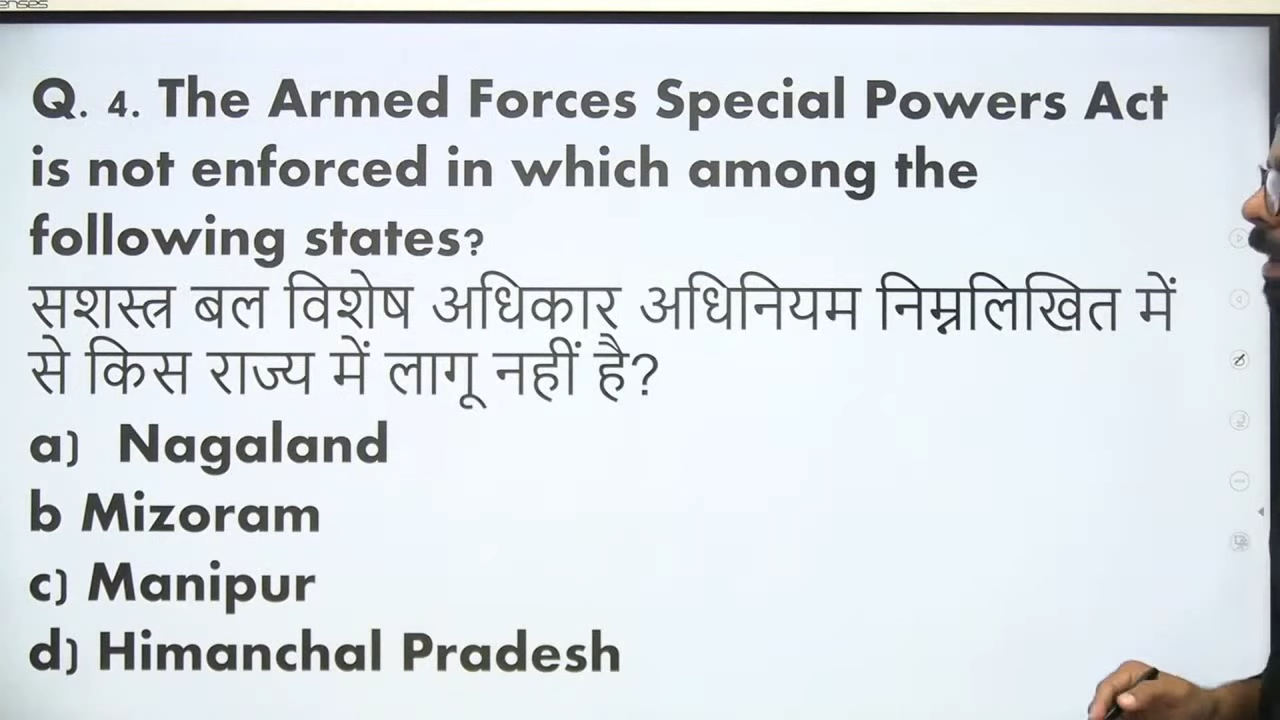 enses
Q. 4. The Armed Forces Special Powers Act
is not enforced in which among the
following states?
सशस्त्र बल विशेष अधिकार अधिनियम निम्नलिखित में
से किस राज्य में लागू नहीं है?
a) Nagaland
b Mizoram
c) Manipur
d) Himanchal Pradesh